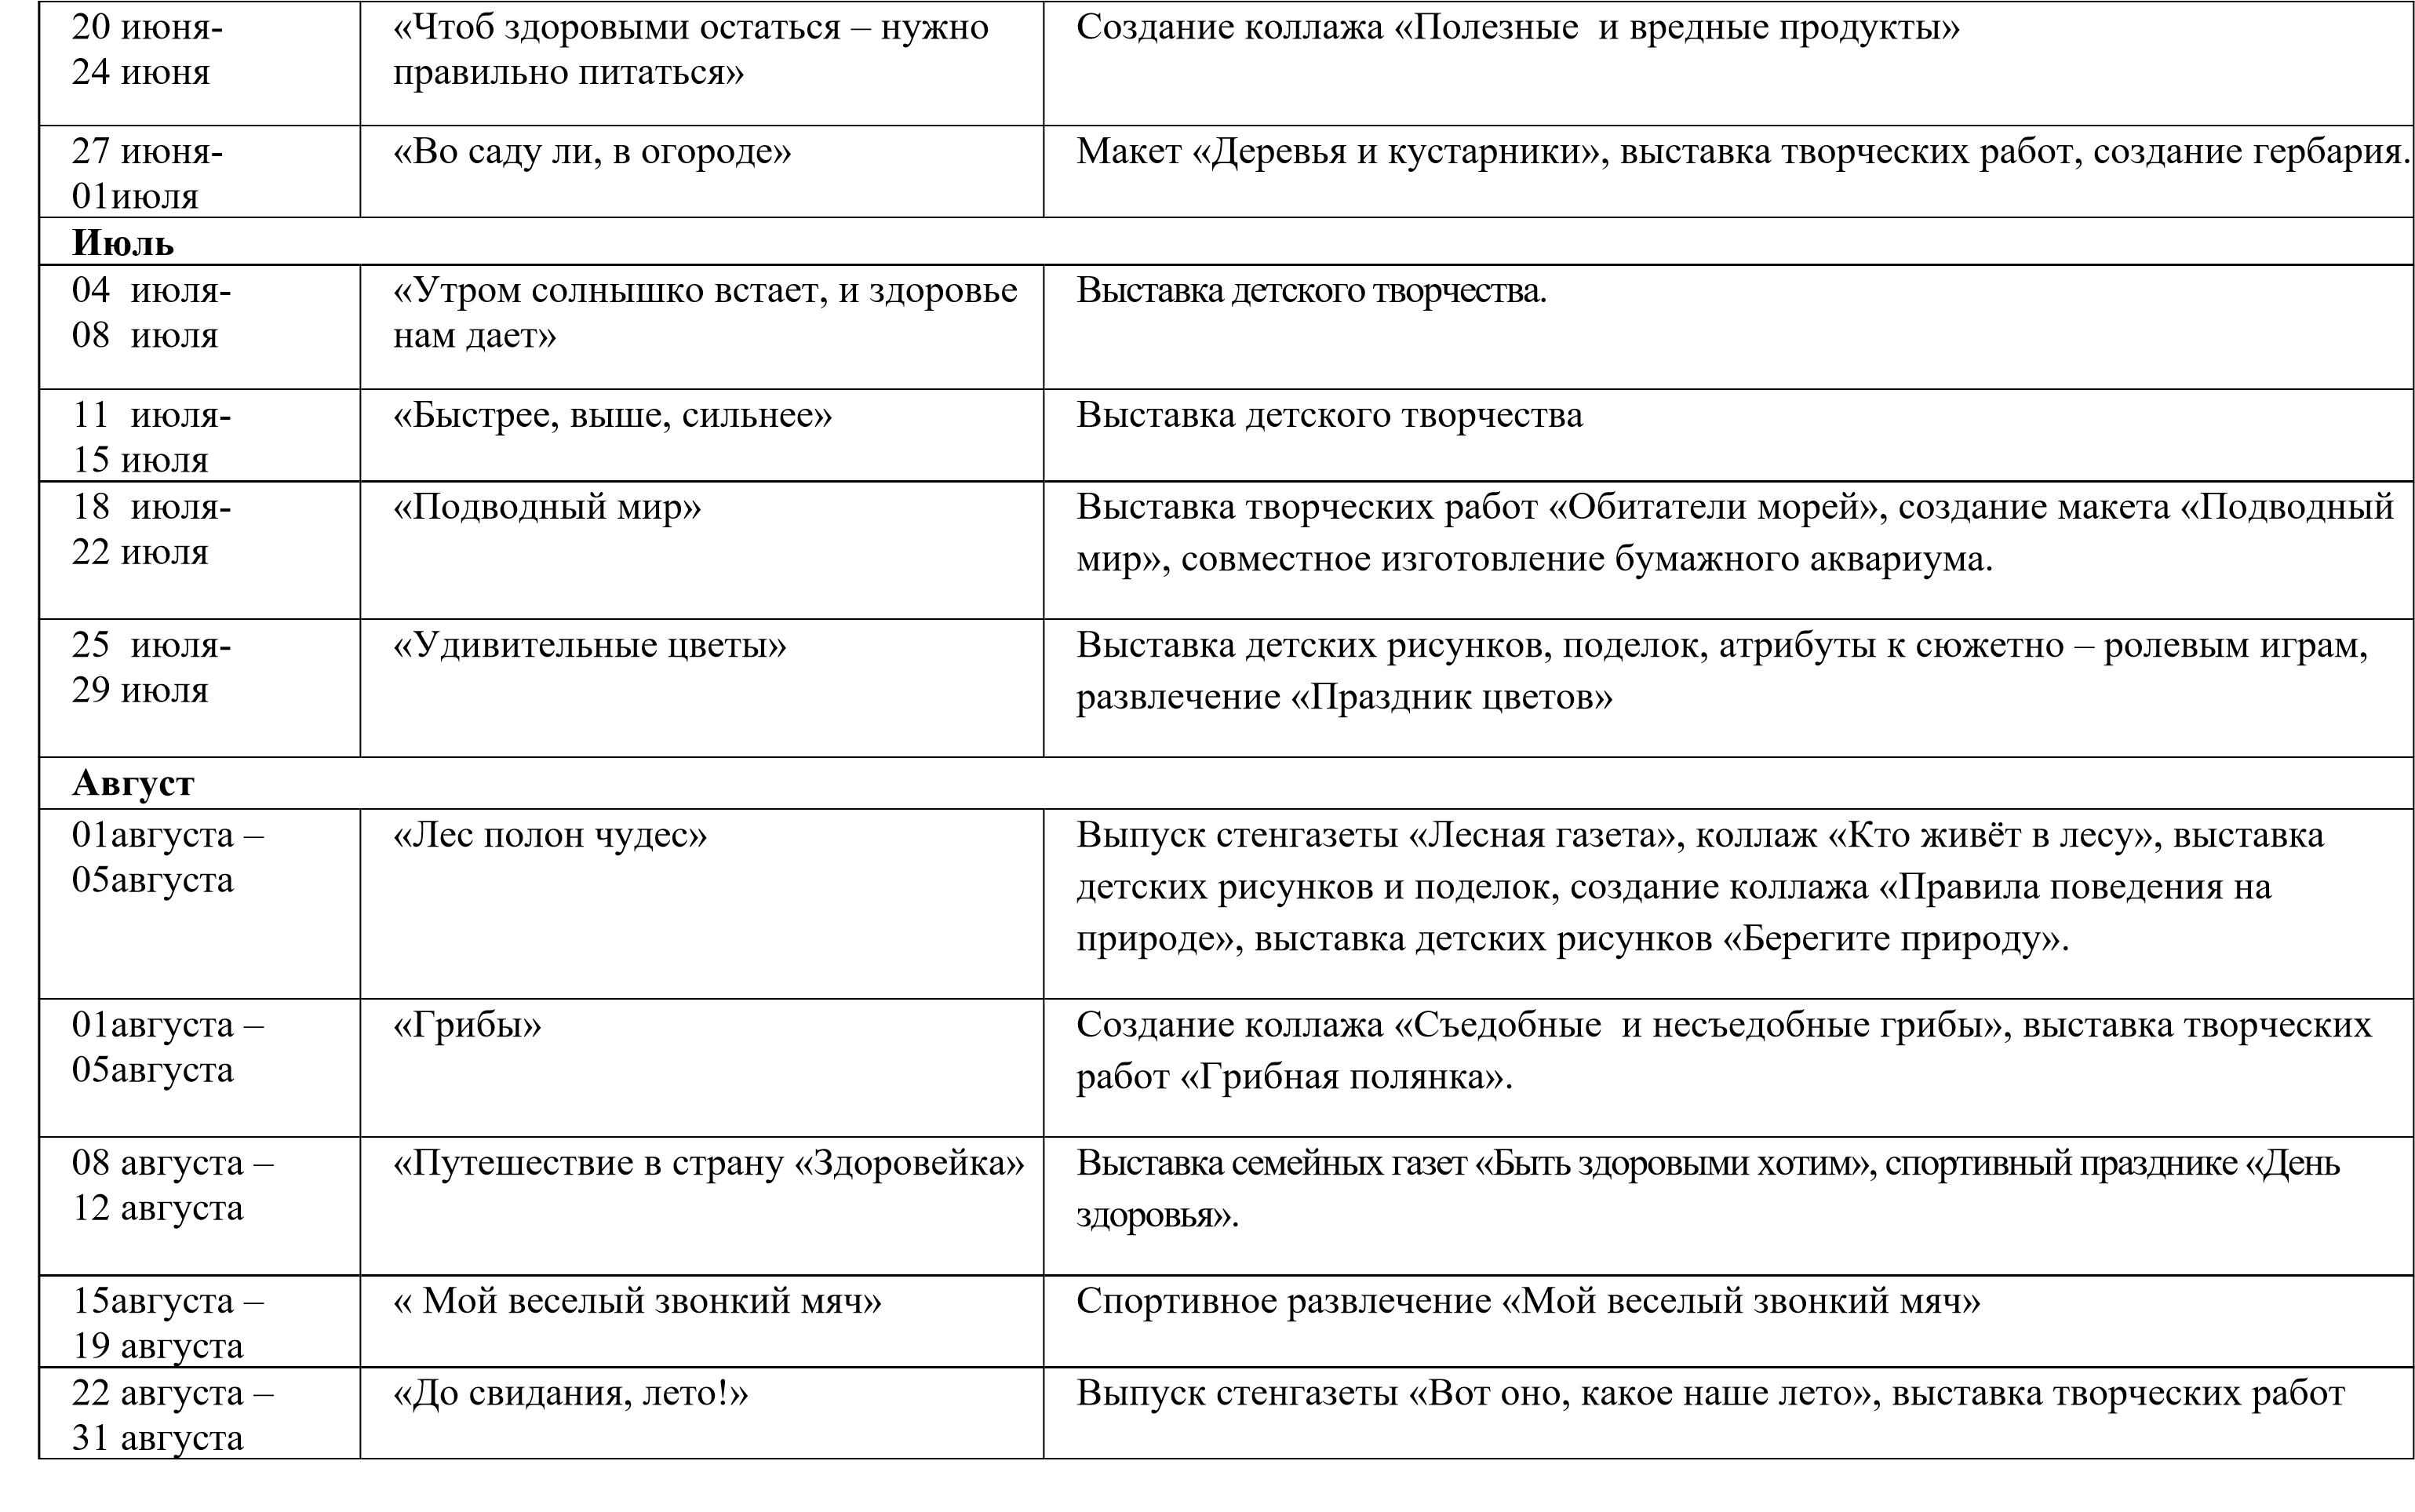 20 июня-
24 июня
«Чтоб здоровыми остаться – нужно
правильно питаться»
Создание коллажа «Полезные  и вредные продукты»
27 июня-
01июля
«Во саду ли, в огороде»
Макет «Деревья и кустарники», выставка творческих работ, создание гербария.
Июль
04  июля-
08  июля
«Утром солнышко встает, и здоровье
нам дает»
Выставка детского творчества.
11  июля-
15 июля
«Быстрее, выше, сильнее»
Выставка детского творчества
18  июля-
22 июля
«Подводный мир»
Выставка творческих работ «Обитатели морей», создание макета «Подводный
мир», совместное изготовление бумажного аквариума.
25  июля-
29 июля
«Удивительные цветы»
Выставка детских рисунков, поделок, атрибуты к сюжетно – ролевым играм,
развлечение «Праздник цветов»
Август
01августа –
05августа
«Лес полон чудес»
Выпуск стенгазеты «Лесная газета», коллаж «Кто живёт в лесу», выставка
детских рисунков и поделок, создание коллажа «Правила поведения на
природе», выставка детских рисунков «Берегите природу».
01августа –
05августа
«Грибы»
Создание коллажа «Съедобные  и несъедобные грибы», выставка творческих
работ «Грибная полянка».
08 августа –
12 августа
«Путешествие в страну «Здоровейка»
Выставка семейных газет «Быть здоровыми хотим», спортивный празднике «День
здоровья».
15августа –
19 августа
« Мой веселый звонкий мяч»
Спортивное развлечение «Мой веселый звонкий мяч»
22 августа –
31 августа
«До свидания, лето!»
Выпуск стенгазеты «Вот оно, какое наше лето», выставка творческих работ